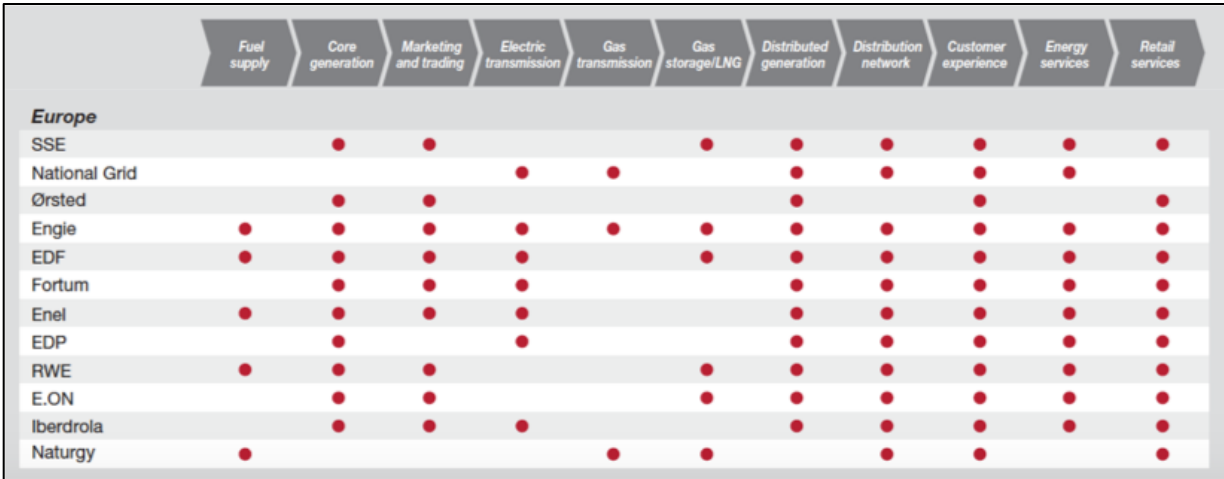 Fuel supply
Core generation
Marketing and trading
Electric transmission
Gas transmission
Gas storage/LNG
Distributed generation
Distribution network
Customer experience
Energy services
Retail services
Europe
SSE
National Grid
Ørsted
Engie
EDF
Fortum
Enel
EDP
RWE
E.ON
Iberdrola
Naturgy